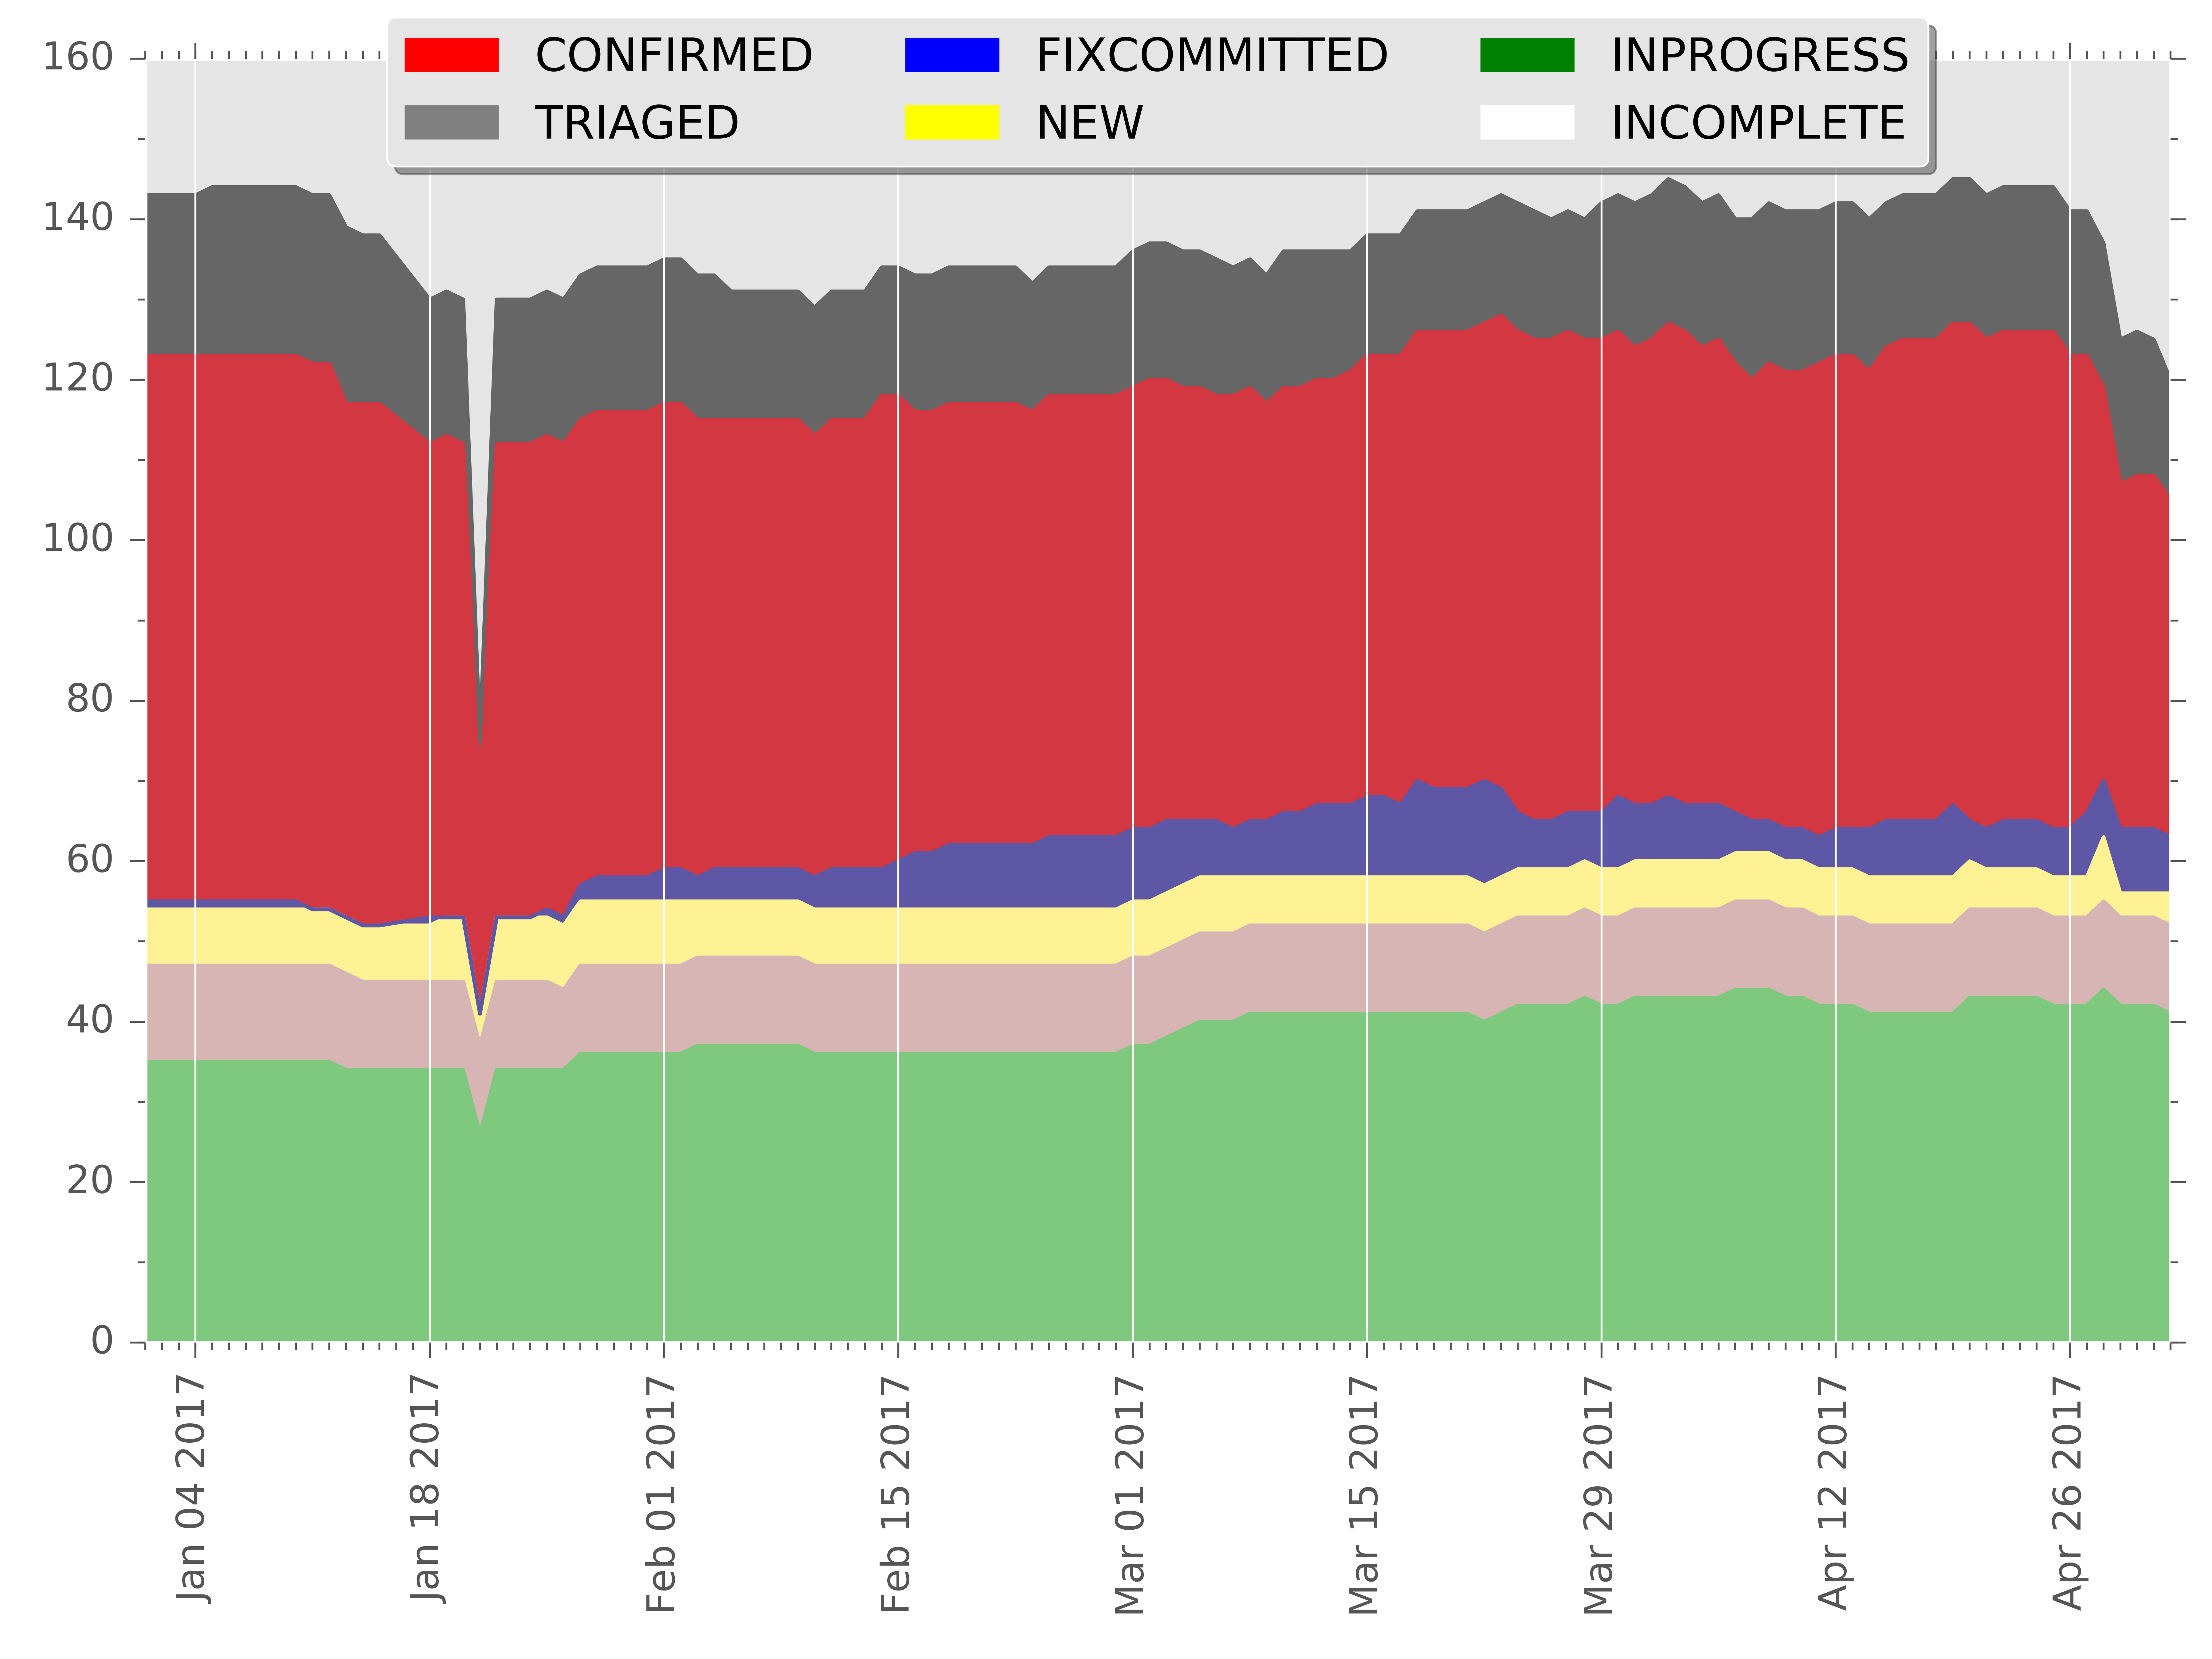 CONFIRMED FIXCOMMITTED INPROGRESS
TRIAGED NEW INCOMPLETE
160
140
120
100
80
60
40
20
0
Jan 04 2017
Jan 18 2017
Feb 01 2017
Feb 15 2017
Mar 01 2017
Mar 15 2017
Mar 29 2017
Apr 12 2017
Apr 26 2017